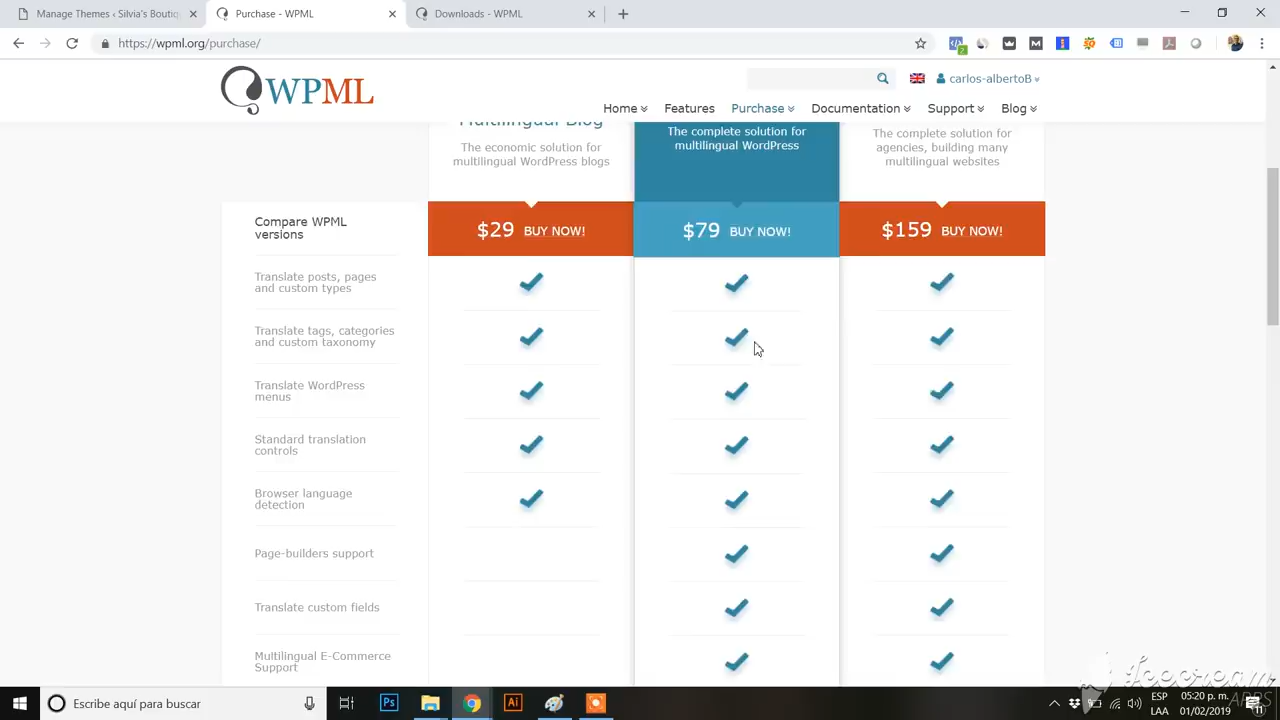 Manage Themes ‹ Silvia's Boutiq
Purchase - WPML
Downloads - WPML
https://wpml.org/purchase/
2
WPML
carlos-albertoB
Home
Features
Purchase
Documentation
Support
Blog
Multilingual Blog
The economic solution for
multilingual WordPress blogs
The complete solution for
multilingual WordPress
The complete solution for
agencies, building many
multilingual websites
Compare WPML
versions
$29 BUY NOW!
$79 BUY NOW!
$159 BUY NOW!
Translate posts, pages
and custom types
Translate tags, categories
and custom taxonomy
Translate WordPress
menus
Standard translation
controls
Browser language
detection
Page-builders support
Translate custom fields
Multilingual E-Commerce
Support
Icecream
APPS
Escribe aquí para buscar
Ps
Ai
ESP
LAA
05:20 p. m.
01/02/2019